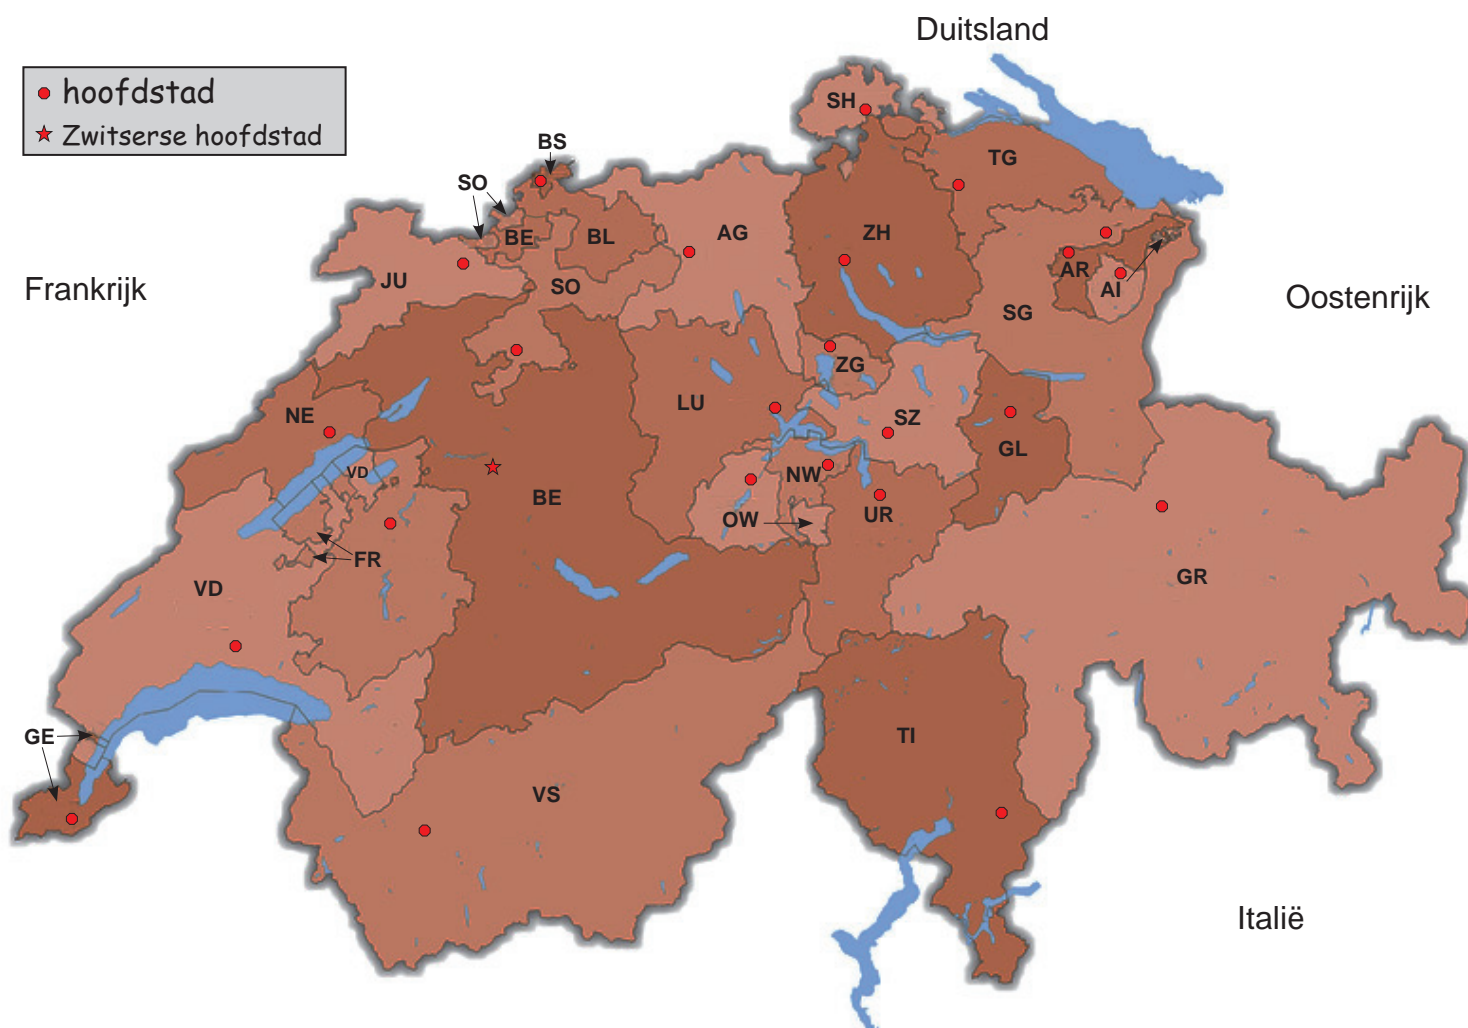 Duitsland
hoofdstad
Zwitserse hoofdstad
SH
BS
TG
SO
BE
BL
AG
ZH
JU
SO
AR
AI
Frankrijk
Oostenrijk
SG
ZG
NE
LU
SZ
GL
VD
NW
BE
OW
UR
FR
VD
GR
GE
TI
VS
Italië